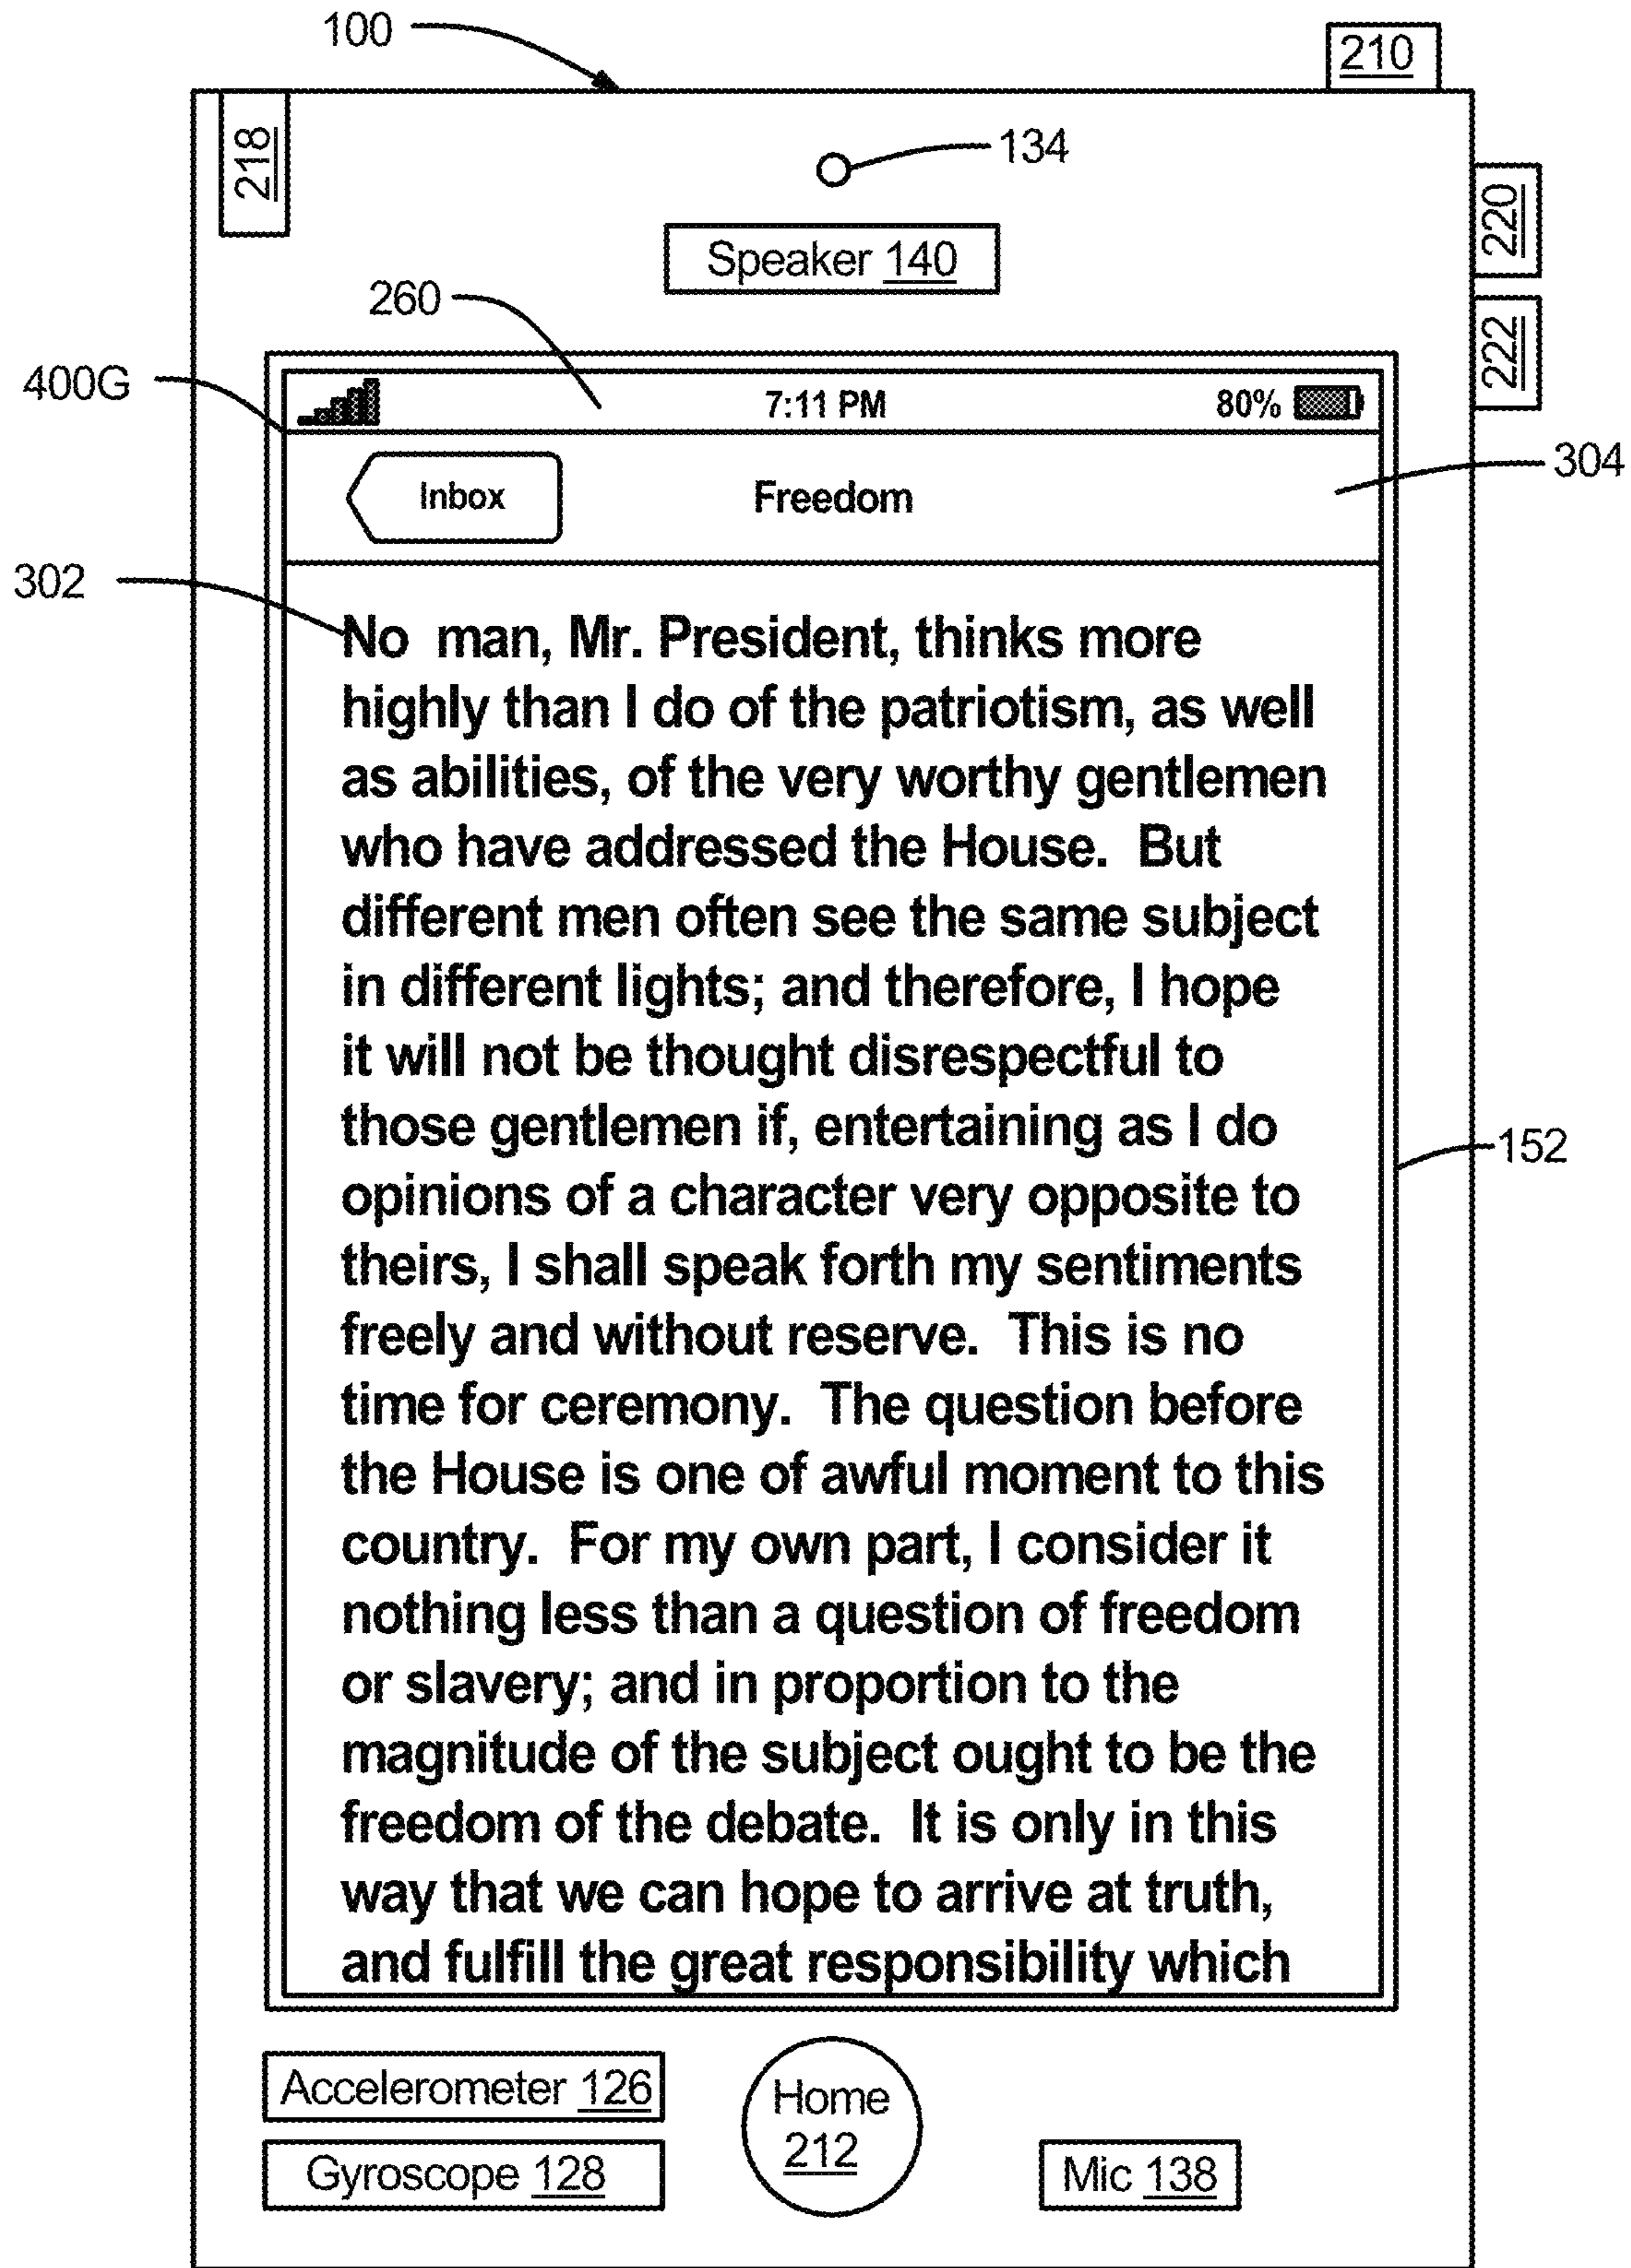 100
210
218
134
220
Speaker 140
260
222
400G
7:11 PM
80%
304
Inbox
Freedom
302
No man, Mr. President, thinks more
highly than I do of the patriotism, as well
as abilities, of the very worthy gentlemen
who have addressed the House. But
different men often see the same subject
in different lights; and therefore, I hope
it will not be thought disrespectful to
those gentlemen if, entertaining as I do
152
opinions of a character very opposite to
theirs, I shall speak forth my sentiments
freely and without reserve. This is no
time for ceremony. The question before
the House is one of awful moment to this
country. For my own part, I consider it
nothing less than a question of freedom
or slavery; and in proportion to the
magnitude of the subject ought to be the
freedom of the debate. It is only in this
way that we can hope to arrive at truth,
and fulfill the great responsibility which
Accelerometer 126
Home
212
Gyroscope 128
Mic 138